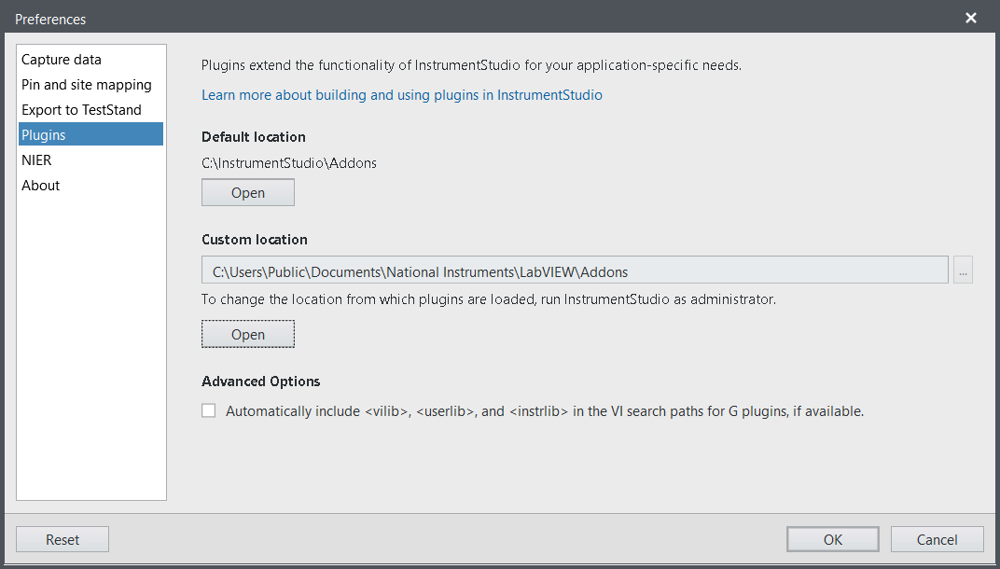 Preferences
Capture data
Pin and site mapping
Export to TestStand
Plugins
NIER
About
Plugins extend the functionality of InstrumentStudio for your application-specific needs.
Learn more about building and using plugins in InstrumentStudio
Default location
C:\InstrumentStudio\Addons
Open
Custom location
C:\Users\Public\Documents\National Instruments\LabVIEW\Addons
...
To change the location from which plugins are loaded, run InstrumentStudio as administrator.
Open
Advanced Options
Automatically include <vilib>, <userlib>, and <instrlib> in the VI search paths for G plugins, if available.
Reset
OK
Cancel